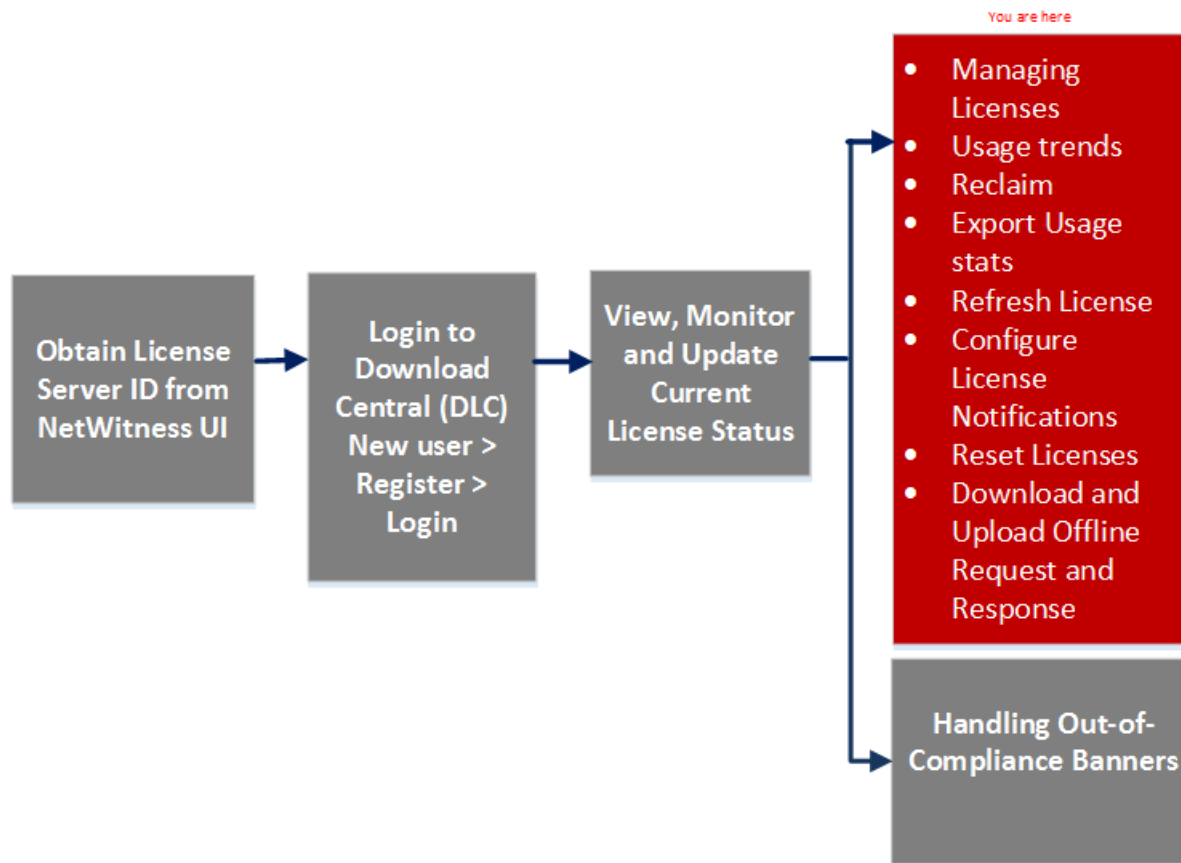 You are here
Obtain License
Server ID from
NetWitness UI
Login to
Download
Central (DLC)
New user >
Register >
Login
View, Monitor
and Update
Current
License Status
• Managing
Licenses
• Usage trends
• Reclaim
• Export Usage
stats
• Refresh License
• Configure
License
Notifications
• Reset Licenses
• Download and
Upload Offline
Request and
Response
Handling Out-of-
Compliance Banners